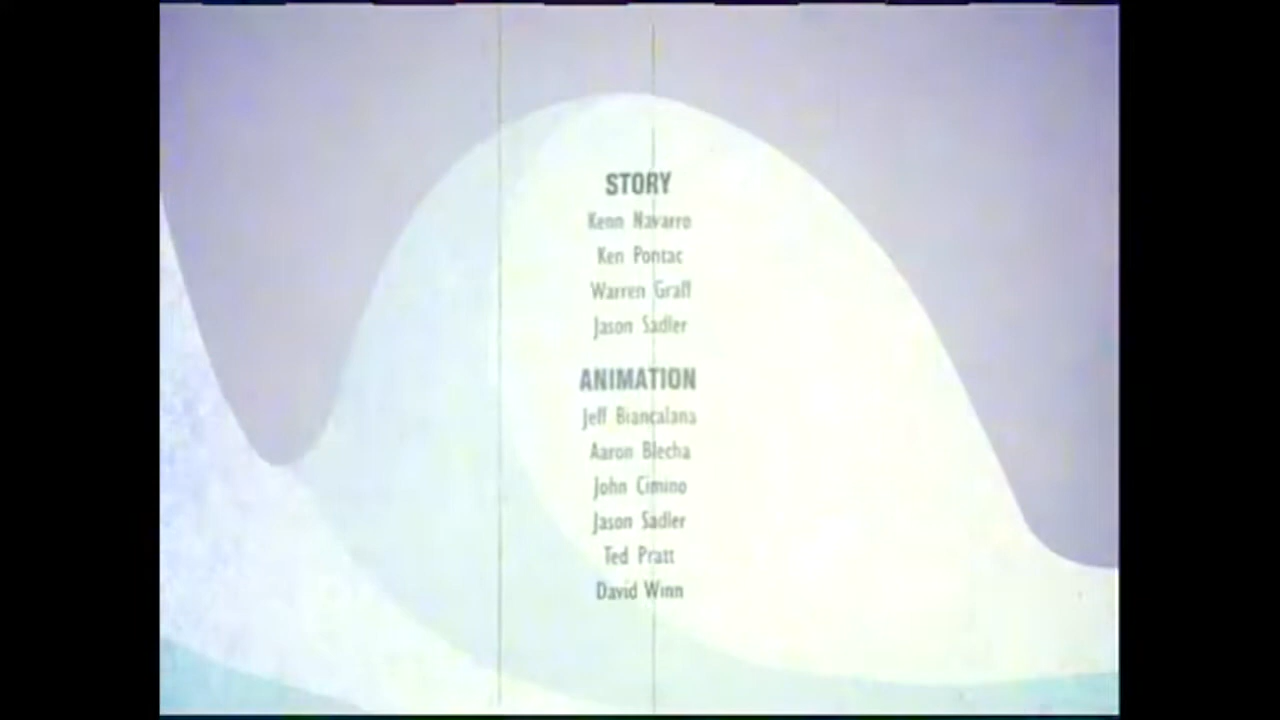 STORY
Kenn Navarro
Ken Pontac
Warren Graff
Jason Sadler
ANIMATION
Jeff Biancalana
Aaron Blecha
John Cimino
Jason Sadler
Ted Pratt
David Winn